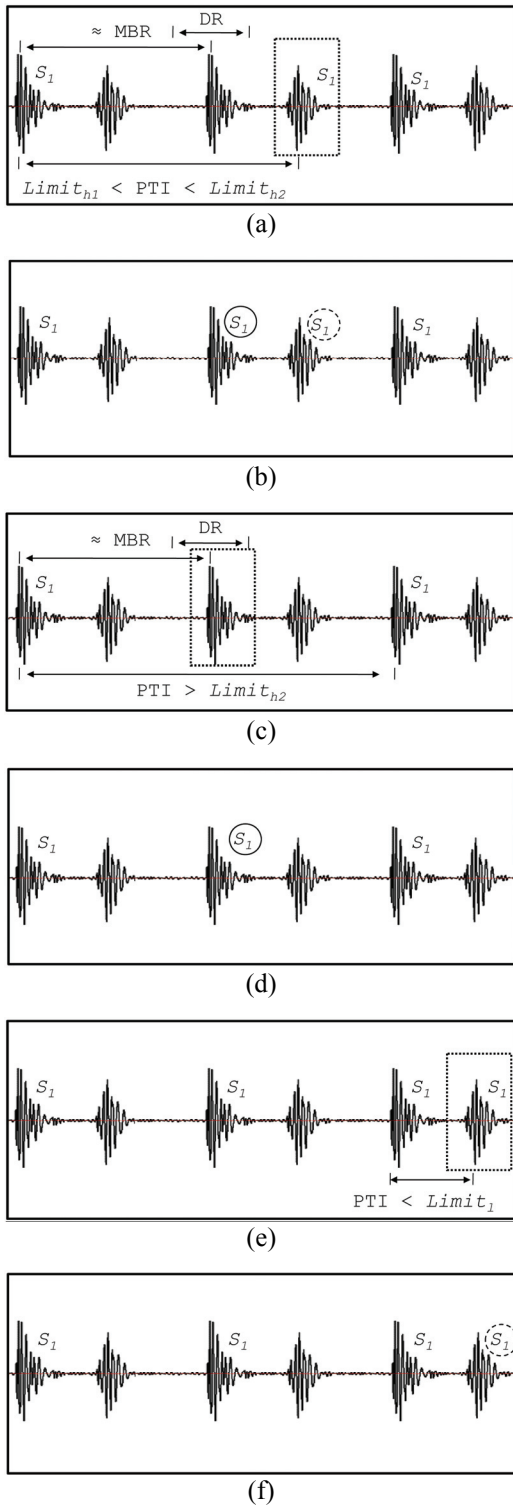 DR
≈ MBR
S₁ S₁ S₁
Limitₕ₁ < PTI < Limitₕ₂
(a)
S₁ S₁ S₁ S₁
(b)
DR
≈ MBR
S₁ S₁
PTI > Limitₕ₂
(c)
S₁ S₁ S₁
(d)
S₁ S₁ S₁ S₁
PTI < Limitₗ
(e)
S₁ S₁ S₁ S₁
(f)